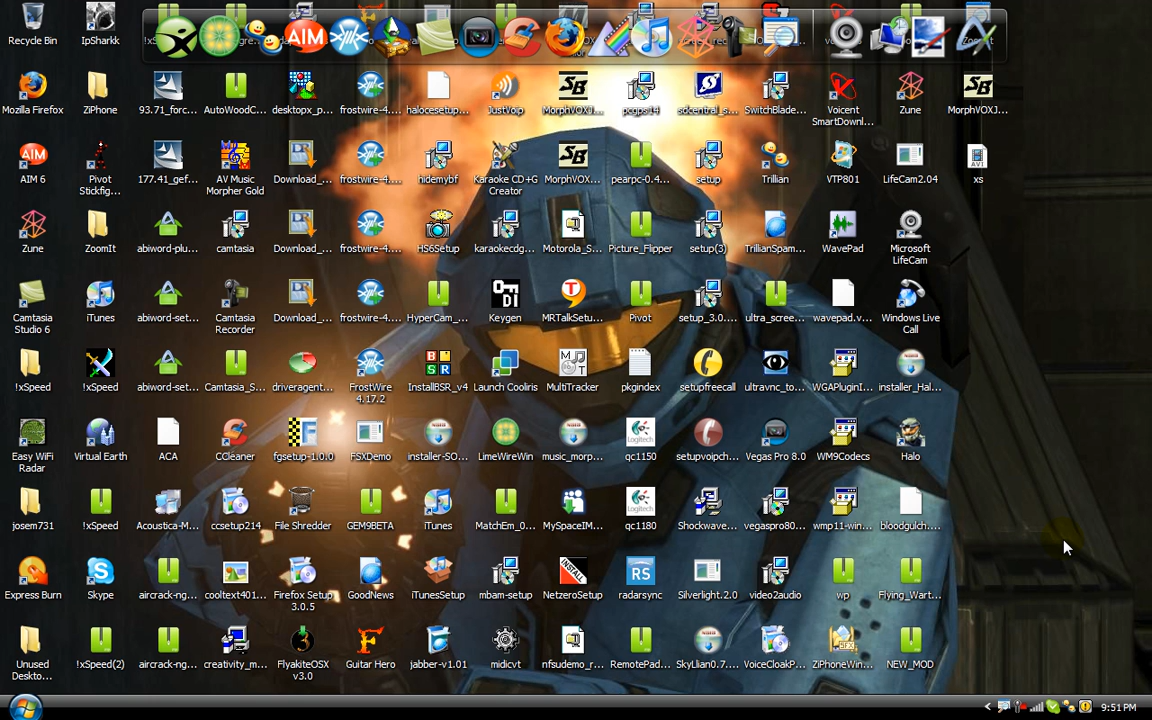 Recycle Bin
IpSharkk
AIM
Mozilla Firefox
ZiPhone
93.71_forc...
AutoWoodC...
desktopx_p...
frostwire-4....
halocesetup...
JustVoip
MorphVOXJ...
pcgps14
sdcentral_s...
SwitchBlade...
Voicent
SmartDownl...
Zune
MorphVOXJ...
AIM 6
Pivot
Stickfig...
177.41_gef...
AV Music
Morpher Gold
Download_...
frostwire-4....
hidemybf
Karaoke CD+G
Creator
MorphVOX...
pearpc-0.4...
setup
Trillian
VTP801
LifeCam2.04
xs
Zune
ZoomIt
abiword-plu...
camtasia
Download_...
frostwire-4....
HS6Setup
karaokecdg...
Motorola_S...
Picture_Flipper
setup(3)
TrillianSpam...
WavePad
Microsoft
LifeCam
Camtasia
Studio 6
iTunes
abiword-set...
Camtasia
Recorder
Download_...
frostwire-4....
HyperCam_...
Keygen
MRTalkSetu...
Pivot
setup_3.0....
ultra_scree...
wavepad.v...
Windows Live
Call
!xSpeed
!xSpeed
abiword-set...
Camtasia_S...
driveragent...
FrostWire
4.17.2
InstallBSR_v4
Launch Cooliris
MultiTracker
pkgindex
setupfreecall
ultravnc_to...
WGAPluginI...
installer_Hal...
Easy WiFi
Radar
Virtual Earth
ACA
CCleaner
fgsetup-1.0.0
FSXDemo
installer-SO...
LimeWireWin
music_morp...
qc1150
setupvoipch...
Vegas Pro 8.0
WM9Codecs
Halo
josem731
!xSpeed
Acoustica-M...
ccsetup214
File Shredder
GEM9BETA
iTunes
MatchEm_0...
MySpaceIM...
qc1180
Shockwave...
vegaspro80...
wmp11-win...
bloodgulch....
Express Burn
Skype
aircrack-ng...
cooltext401...
Firefox Setup
3.0.5
GoodNews
iTunesSetup
mbam-setup
NetzeroSetup
radarsync
Silverlight.2.0
video2audio
wp
Flying_Wart...
Unused
Deskto...
!xSpeed(2)
aircrack-ng...
creativity_m...
FlyakiteOSX
v3.0
Guitar Hero
jabber-v1.01
midicvt
nfsudemo_r...
RemotePad...
SkyLlian0.7....
VoiceCloakP...
ZiPhoneWin...
NEW_MOD
9:51 PM